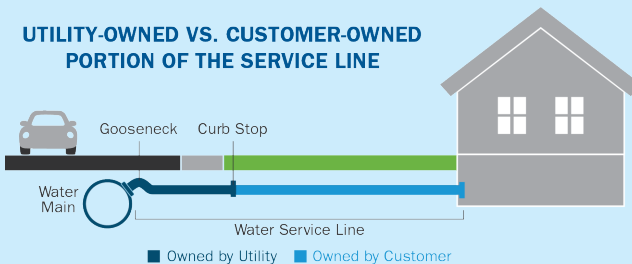 UTILITY-OWNED VS. CUSTOMER-OWNED
PORTION OF THE SERVICE LINE
Gooseneck
Curb Stop
Water
Main
Water Service Line
Owned by Utility
Owned by Customer